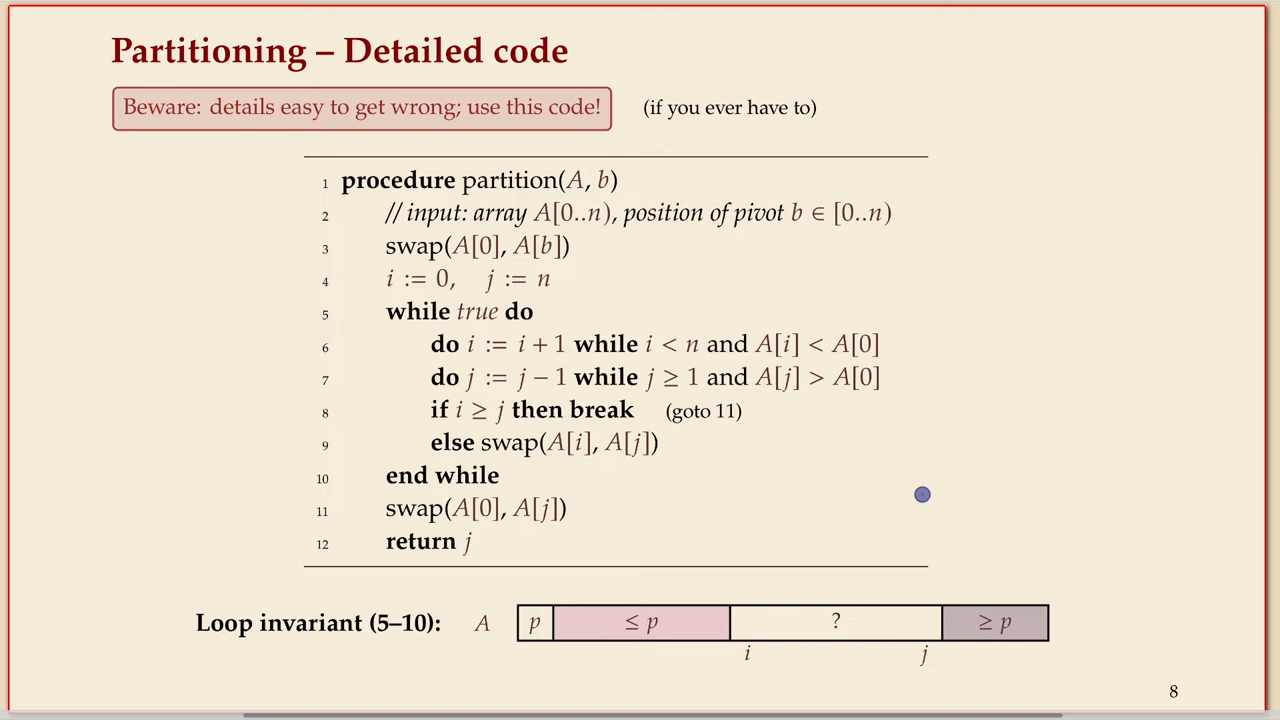 Partitioning – Detailed code
Beware: details easy to get wrong; use this code! (if you ever have to)
1 procedure partition(A, b)
2 // input: array A[0..n), position of pivot b ∈ [0..n)
3 swap(A[0], A[b])
4 i := 0, j := n
5 while true do
6 do i := i + 1 while i < n and A[i] < A[0]
7 do j := j − 1 while j ≥ 1 and A[j] > A[0]
8 if i ≥ j then break (goto 11)
9 else swap(A[i], A[j])
10 end while
11 swap(A[0], A[j])
12 return j
Loop invariant (5–10): A p ≤ p ? ≥ p
i j
8